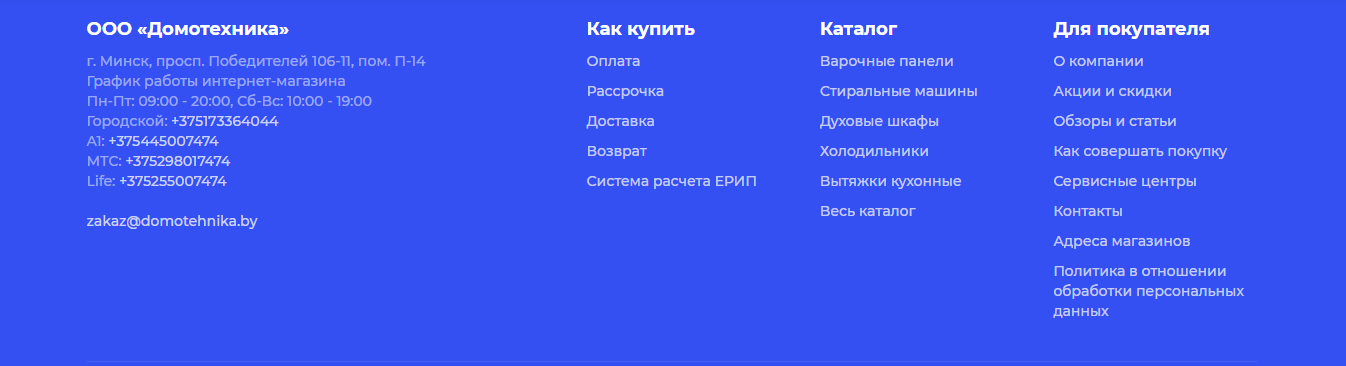 ООО «Домотехника»
г. Минск, просп. Победителей 106-11, пом. П-14
График работы интернет-магазина
Пн-Пт: 09:00 - 20:00, Сб-Вс: 10:00 - 19:00
Городской: +375173364044
А1: +375445007474
МТС: +375298017474
Life: +375255007474
zakaz@domotehnika.by
Как купить
Оплата
Рассрочка
Доставка
Возврат
Система расчета ЕРИП
Каталог
Варочные панели
Стиральные машины
Духовые шкафы
Холодильники
Вытяжки кухонные
Весь каталог
Для покупателя
О компании
Акции и скидки
Обзоры и статьи
Как совершать покупку
Сервисные центры
Контакты
Адреса магазинов
Политика в отношении
обработки персональных
данных